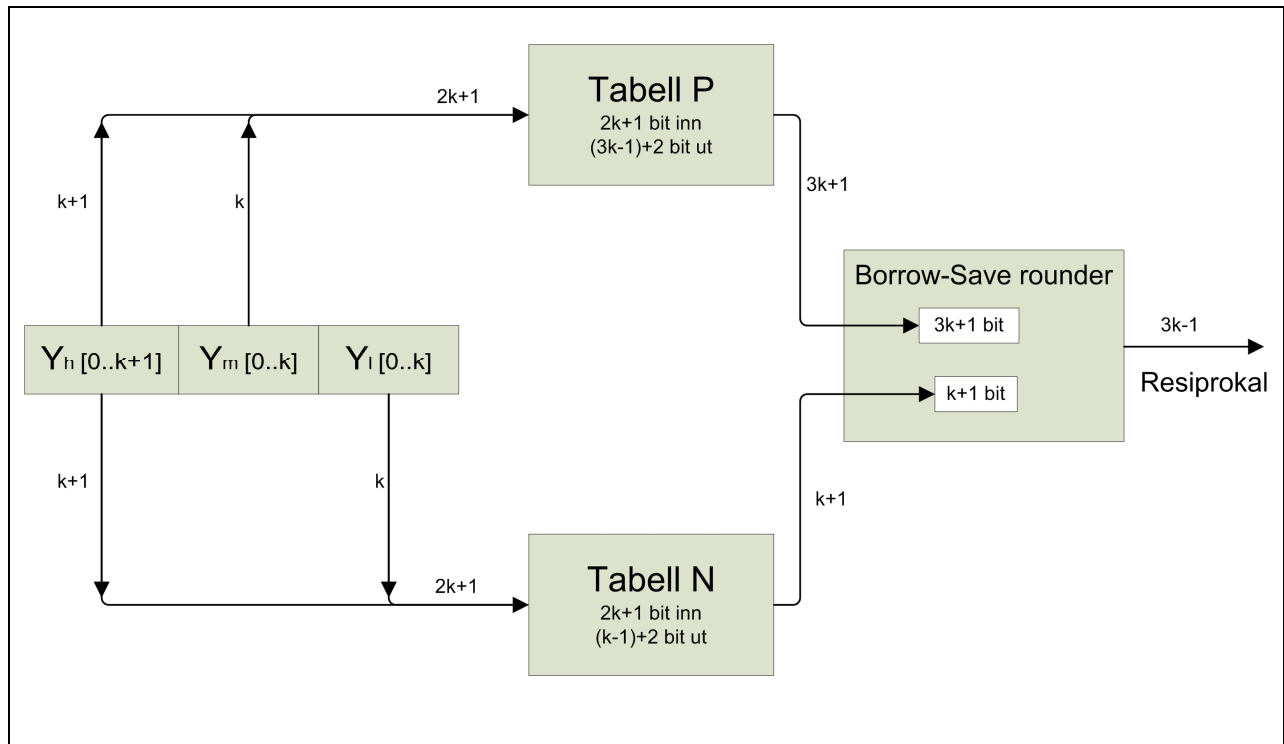 2k+1
Tabell P
2k+1 bit inn
(3k-1)+2 bit ut
k+1
k
3k+1
Borrow-Save rounder
3k+1 bit
3k-1
Yh [0..k+1]
Ym [0..k]
Yl [0..k]
k+1 bit
Resiprokal
k+1
k
k+1
2k+1
Tabell N
2k+1 bit inn
(k-1)+2 bit ut